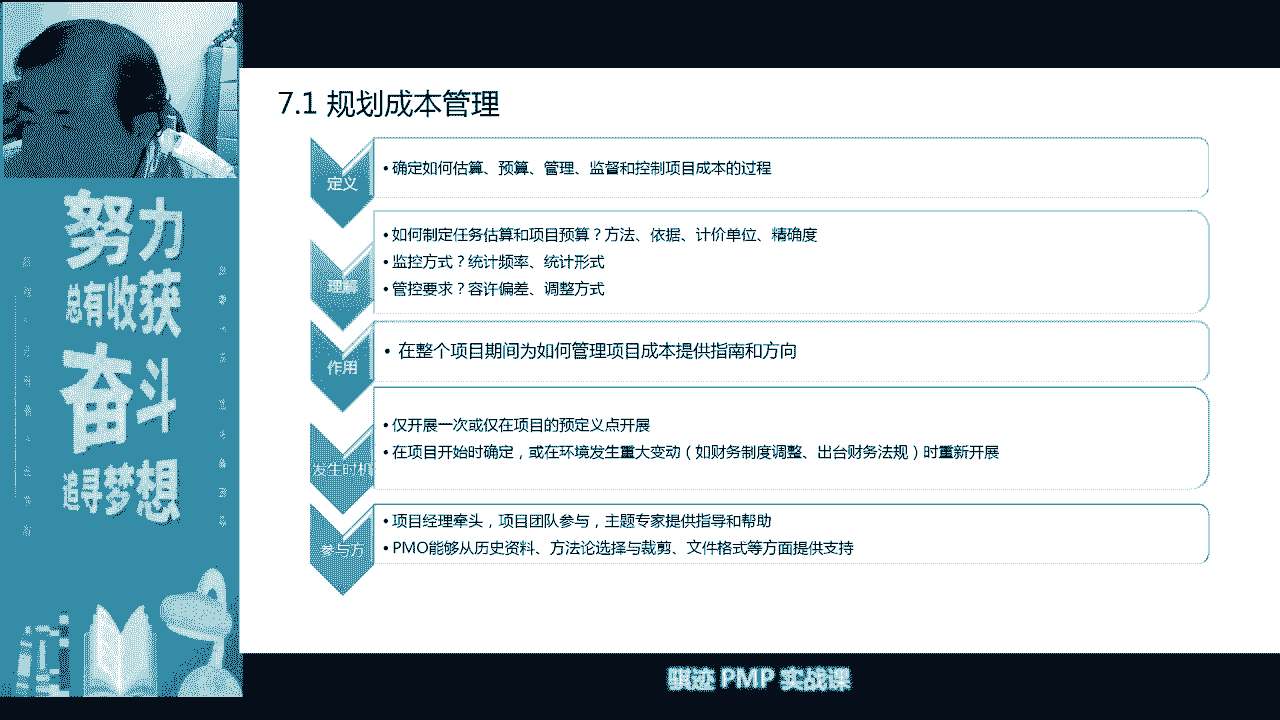 努力
总有收获
奋斗
追寻梦想
7.1 规划成本管理
定义
•确定如何估算、预算、管理、监督和控制项目成本的过程
理解
•如何制定任务估算和项目预算？方法、依据、计价单位、精确度
•监控方式？统计频率、统计形式
•管控要求？容许偏差、调整方式
作用
• 在整个项目期间为如何管理项目成本提供指南和方向
发生时机
•仅开展一次或仅在项目的预定义点开展
•在项目开始时确定，或在环境发生重大变动（如财务制度调整、出台财务法规）时重新开展
参与方
•项目经理牵头，项目团队参与，主题专家提供指导和帮助
•PMO能够从历史资料、方法论选择与裁剪、文件格式等方面提供支持
骐迹 PMP 实战课